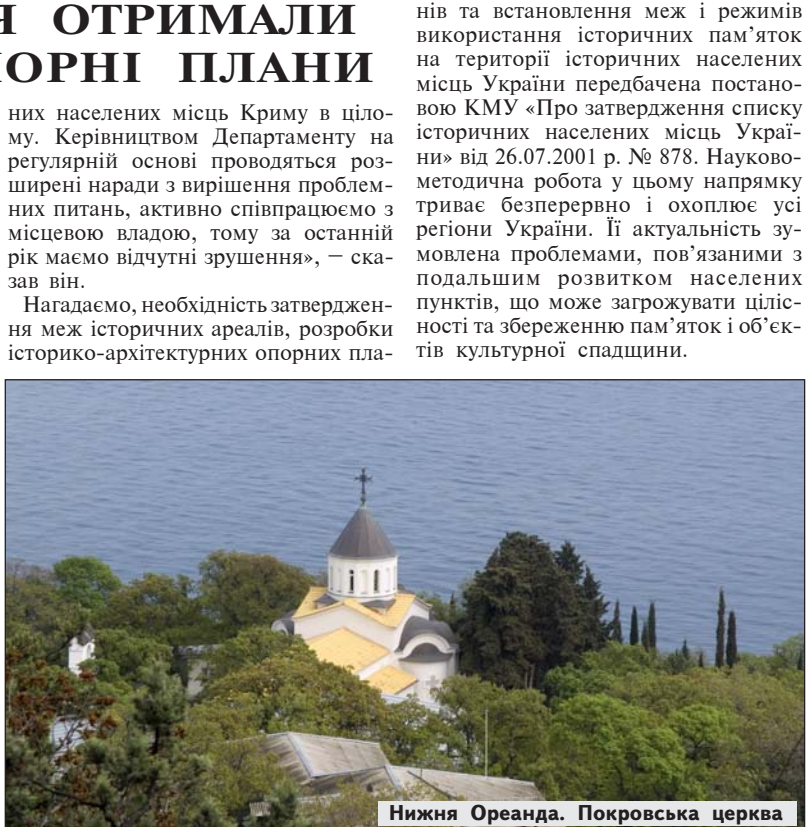 Я ОТРИМАЛИ
ОРНІ ПЛАНИ
них населених місць Криму в ціло-
му. Керівництвом Департаменту на
регулярній основі проводяться роз-
ширені наради з вирішення проблем-
них питань, активно співпрацюємо з
місцевою владою, тому за останній
рік маємо відчутні зрушення», – ска-
зав він.
Нагадаємо, необхідність затверджен-
ня меж історичних ареалів, розробки
історико-архітектурних опорних пла-
нів та встановлення меж і режимів
використання історичних пам’яток
на території історичних населених
місць України передбачена постано-
вою КМУ «Про затвердження списку
історичних населених місць Украї-
ни» від 26.07.2001 р. № 878. Науково-
методична робота у цьому напрямку
триває безперервно і охоплює усі
регіони України. Її актуальність зу-
мовлена проблемами, пов’язаними з
подальшим розвитком населених
пунктів, що може загрожувати ціліс-
ності та збереженню пам’яток і об’єк-
тів культурної спадщини.
Нижня Ореанда. Покровська церква